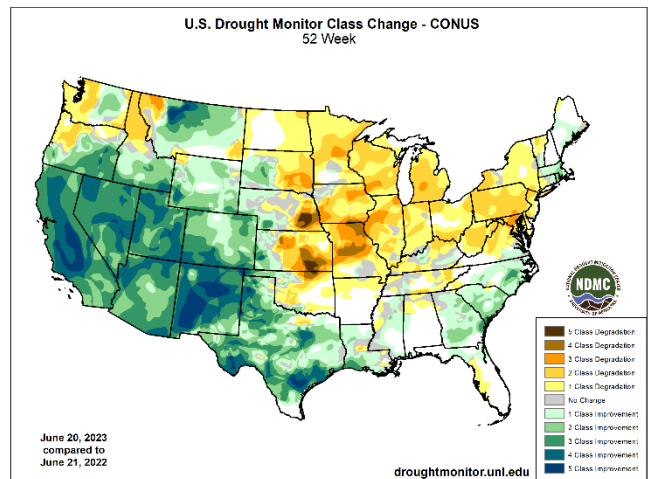 U.S. Drought Monitor Class Change - CONUS
52 Week
NDMC
5 Class Degradation
4 Class Degradation
3 Class Degradation
2 Class Degradation
1 Class Degradation
No Change
1 Class Improvement
2 Class Improvement
3 Class Improvement
4 Class Improvement
5 Class Improvement
June 20, 2023
compared to
June 21, 2022
droughtmonitor.unl.edu